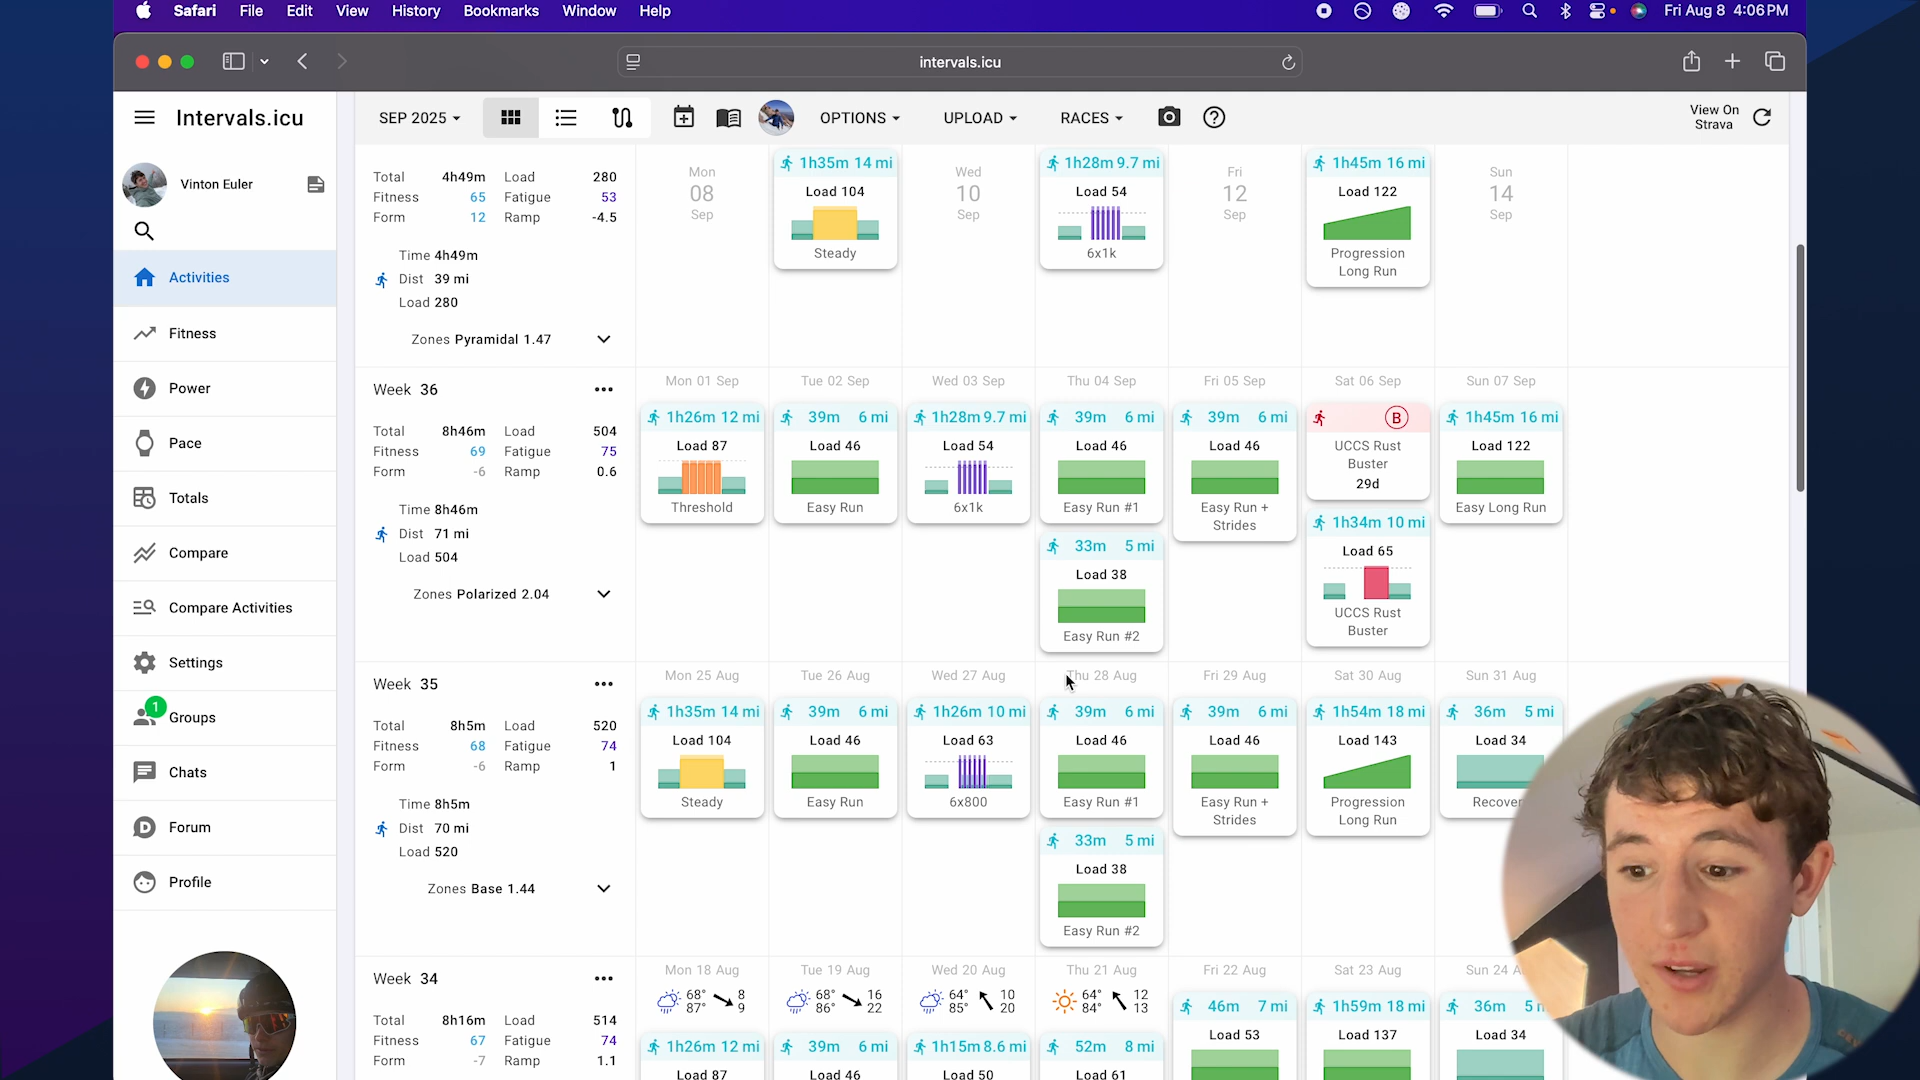 Safari File Edit View History Bookmarks Window Help Fri Aug 8 4:06 PM
intervals.icu
Intervals.icu
SEP 2025 OPTIONS UPLOAD RACES View On Strava
Vinton Euler
Activities
Fitness
Power
Pace
Totals
Compare
Compare Activities
Settings
1
Groups
Chats
Forum
Profile
Total 4h49m Load 280
Fitness 65 Fatigue 53
Form 12 Ramp -4.5
Time 4h49m
Dist 39 mi
Load 280
Zones Pyramidal 1.47
Mon 08 Sep
1h35m 14 mi
Load 104
Steady
Wed 10 Sep
1h28m 9.7 mi
Load 54
6x1k
Fri 12 Sep
1h45m 16 mi
Load 122
Progression
Long Run
Sun 14 Sep
Week 36
Total 8h46m Load 504
Fitness 69 Fatigue 75
Form -6 Ramp 0.6
Time 8h46m
Dist 71 mi
Load 504
Zones Polarized 2.04
Mon 01 Sep
1h26m 12 mi
Load 87
Threshold
Tue 02 Sep
39m 6 mi
Load 46
Easy Run
Wed 03 Sep
1h28m 9.7 mi
Load 54
6x1k
Thu 04 Sep
39m 6 mi
Load 46
Easy Run #1
33m 5 mi
Load 38
Easy Run #2
Fri 05 Sep
39m 6 mi
Load 46
Easy Run +
Strides
Sat 06 Sep
B
UCCS Rust
Buster
29d
1h34m 10 mi
Load 65
UCCS Rust
Buster
Sun 07 Sep
1h45m 16 mi
Load 122
Easy Long Run
Week 35
Total 8h5m Load 520
Fitness 68 Fatigue 74
Form -6 Ramp 1
Time 8h5m
Dist 70 mi
Load 520
Zones Base 1.44
Mon 25 Aug
1h35m 14 mi
Load 104
Steady
Tue 26 Aug
39m 6 mi
Load 46
Easy Run
Wed 27 Aug
1h26m 10 mi
Load 63
6x800
Thu 28 Aug
39m 6 mi
Load 46
Easy Run #1
33m 5 mi
Load 38
Easy Run #2
Fri 29 Aug
39m 6 mi
Load 46
Easy Run +
Strides
Sat 30 Aug
1h54m 18 mi
Load 143
Progression
Long Run
Sun 31 Aug
36m 5 mi
Load 34
Week 34
Total 8h16m Load 514
Fitness 67 Fatigue 74
Form -7 Ramp 1.1
Mon 18 Aug
68° 87° 8 9
1h26m 12 mi
Load 87
Tue 19 Aug
68° 86° 16 22
39m 6 mi
Load 46
Wed 20 Aug
64° 85° 10 20
1h15m 8.6 mi
Load 50
Thu 21 Aug
64° 84° 12 13
52m 8 mi
Load 61
Fri 22 Aug
46m 7 mi
Load 53
Sat 23 Aug
1h59m 18 mi
Load 137
Sun 24
36m 5
Load 34